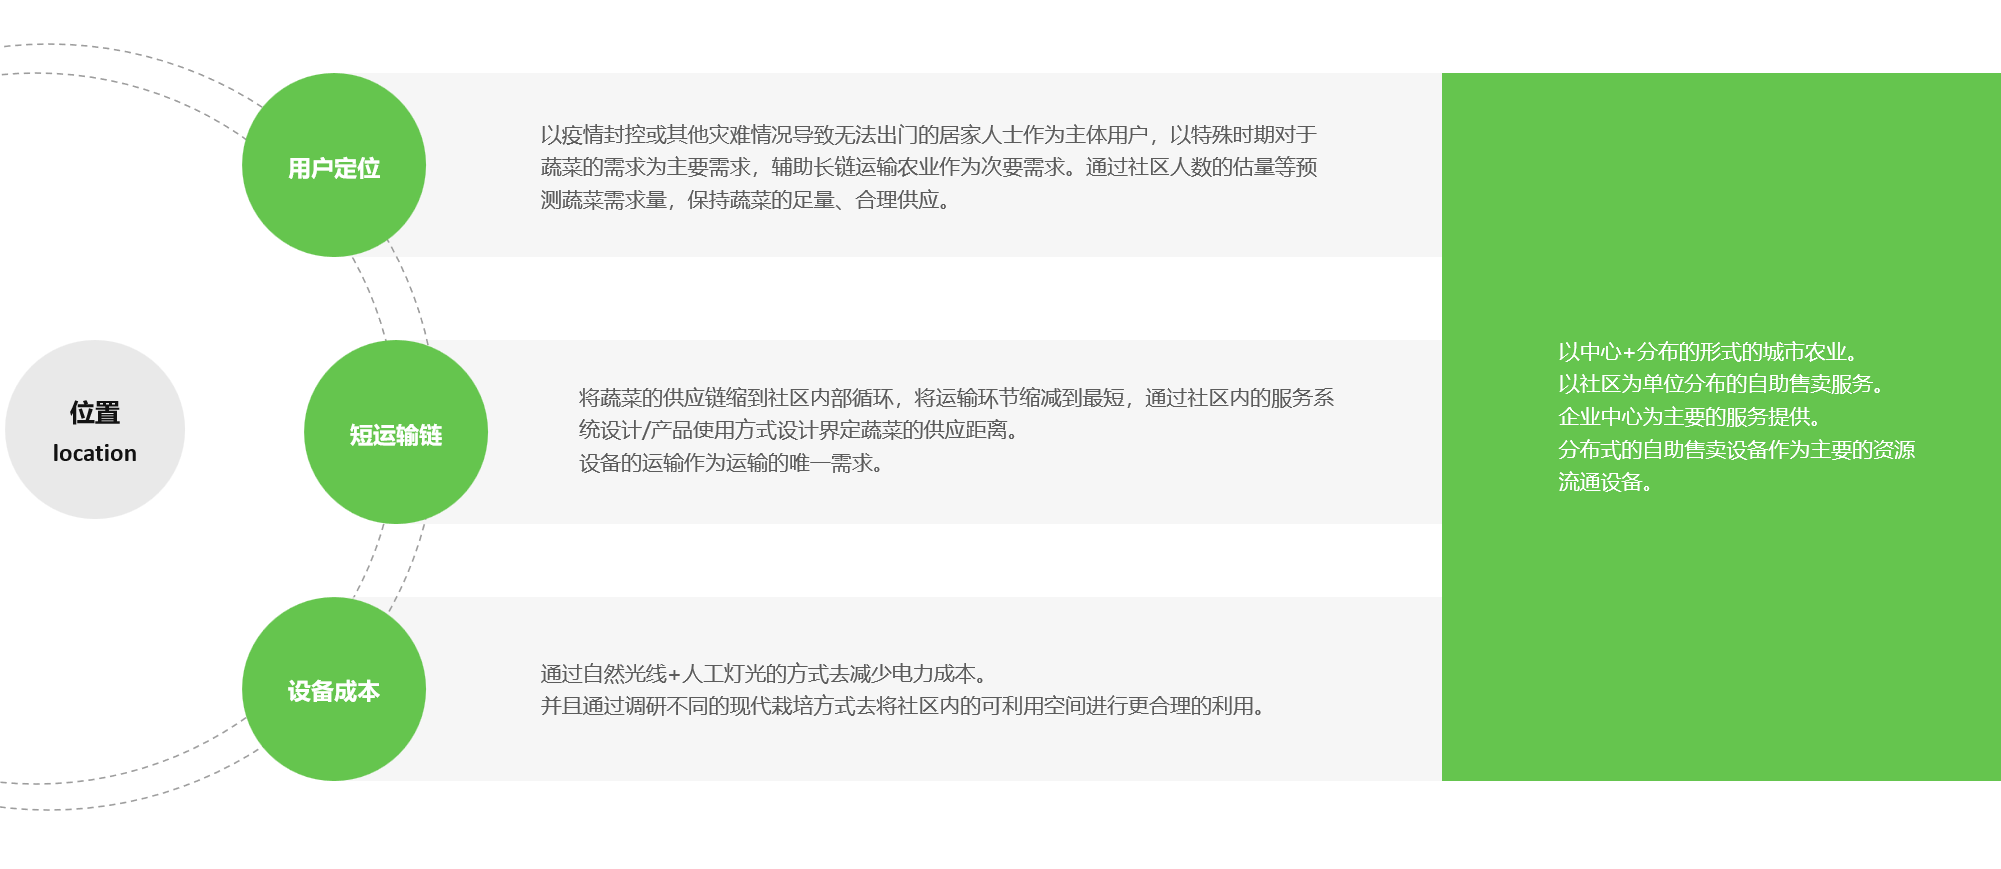 位置
location
用户定位
以疫情封控或其他灾难情况导致无法出门的居家人士作为主体用户，以特殊时期对于
蔬菜的需求为主要需求，辅助长链运输农业作为次要需求。通过社区人数的估量等预
测蔬菜需求量，保持蔬菜的足量、合理供应。
短运输链
将蔬菜的供应链缩到社区内部循环，将运输环节缩减到最短，通过社区内的服务系
统设计/产品使用方式设计界定蔬菜的供应距离。
设备的运输作为运输的唯一需求。
设备成本
通过自然光线+人工灯光的方式去减少电力成本。
并且通过调研不同的现代栽培方式去将社区内的可利用空间进行更合理的利用。
以中心+分布的形式的城市农业。
以社区为单位分布的自助售卖服务。
企业中心为主要的服务提供。
分布式的自助售卖设备作为主要的资源
流通设备。